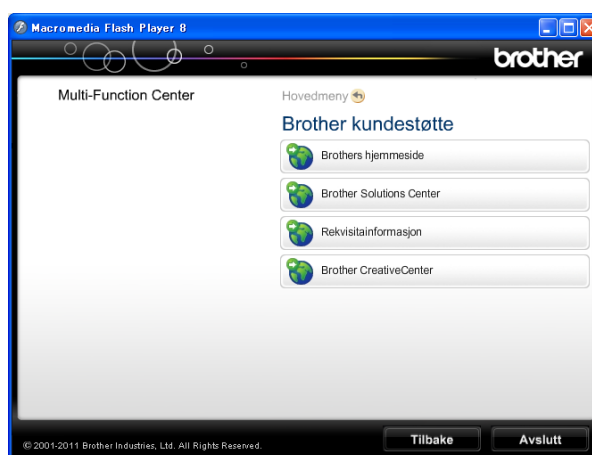 Macromedia Flash Player 8
brother
Multi-Function Center
Hovedmeny
Brother kundestøtte
Brothers hjemmeside
Brother Solutions Center
Rekvisitainformasjon
Brother CreativeCenter
© 2001-2011 Brother Industries, Ltd. All Rights Reserved.
Tilbake
Avslutt